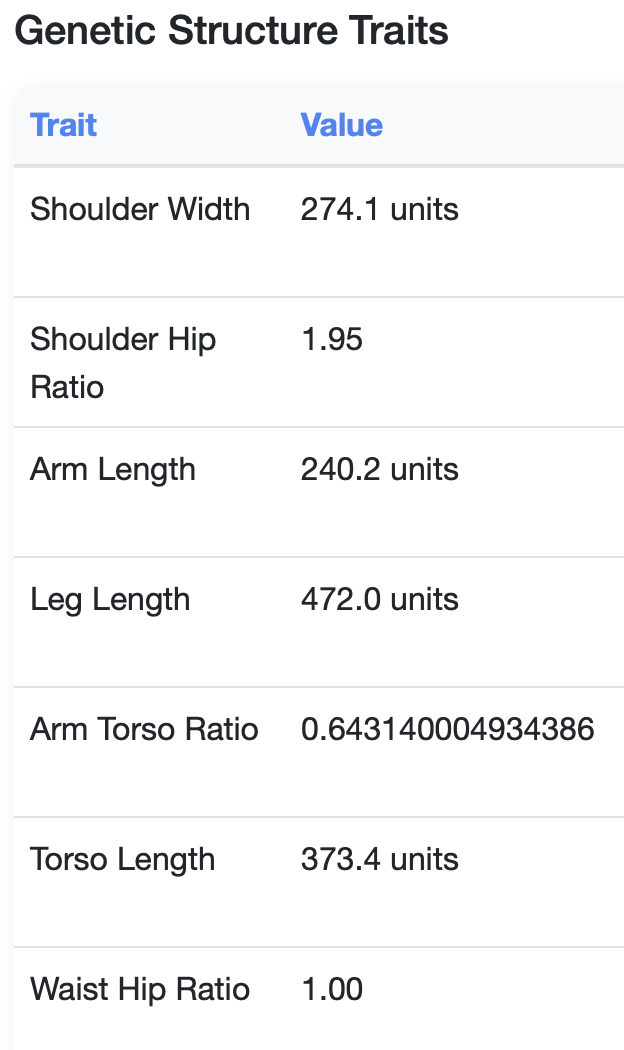 Genetic Structure Traits
Trait Value
Shoulder Width 274.1 units
Shoulder Hip 1.95
Ratio
Arm Length 240.2 units
Leg Length 472.0 units
Arm Torso Ratio 0.643140004934386
Torso Length 373.4 units
Waist Hip Ratio 1.00